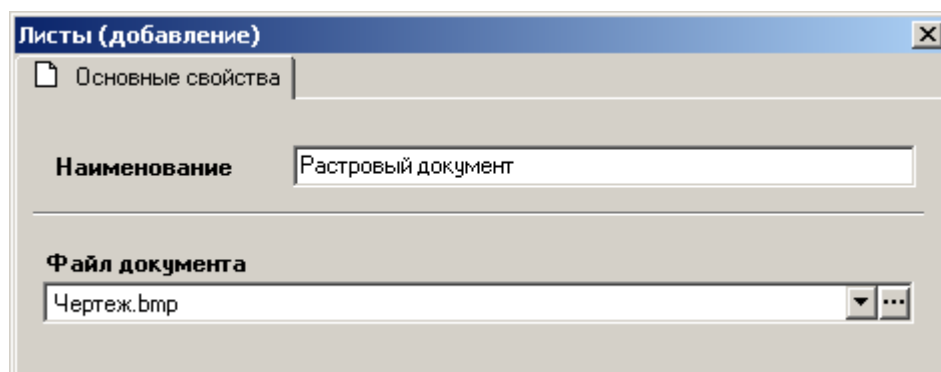 Листы (добавление)
Основные свойства
Наименование
Растровый документ
Файл документа
Чертеж.bmp